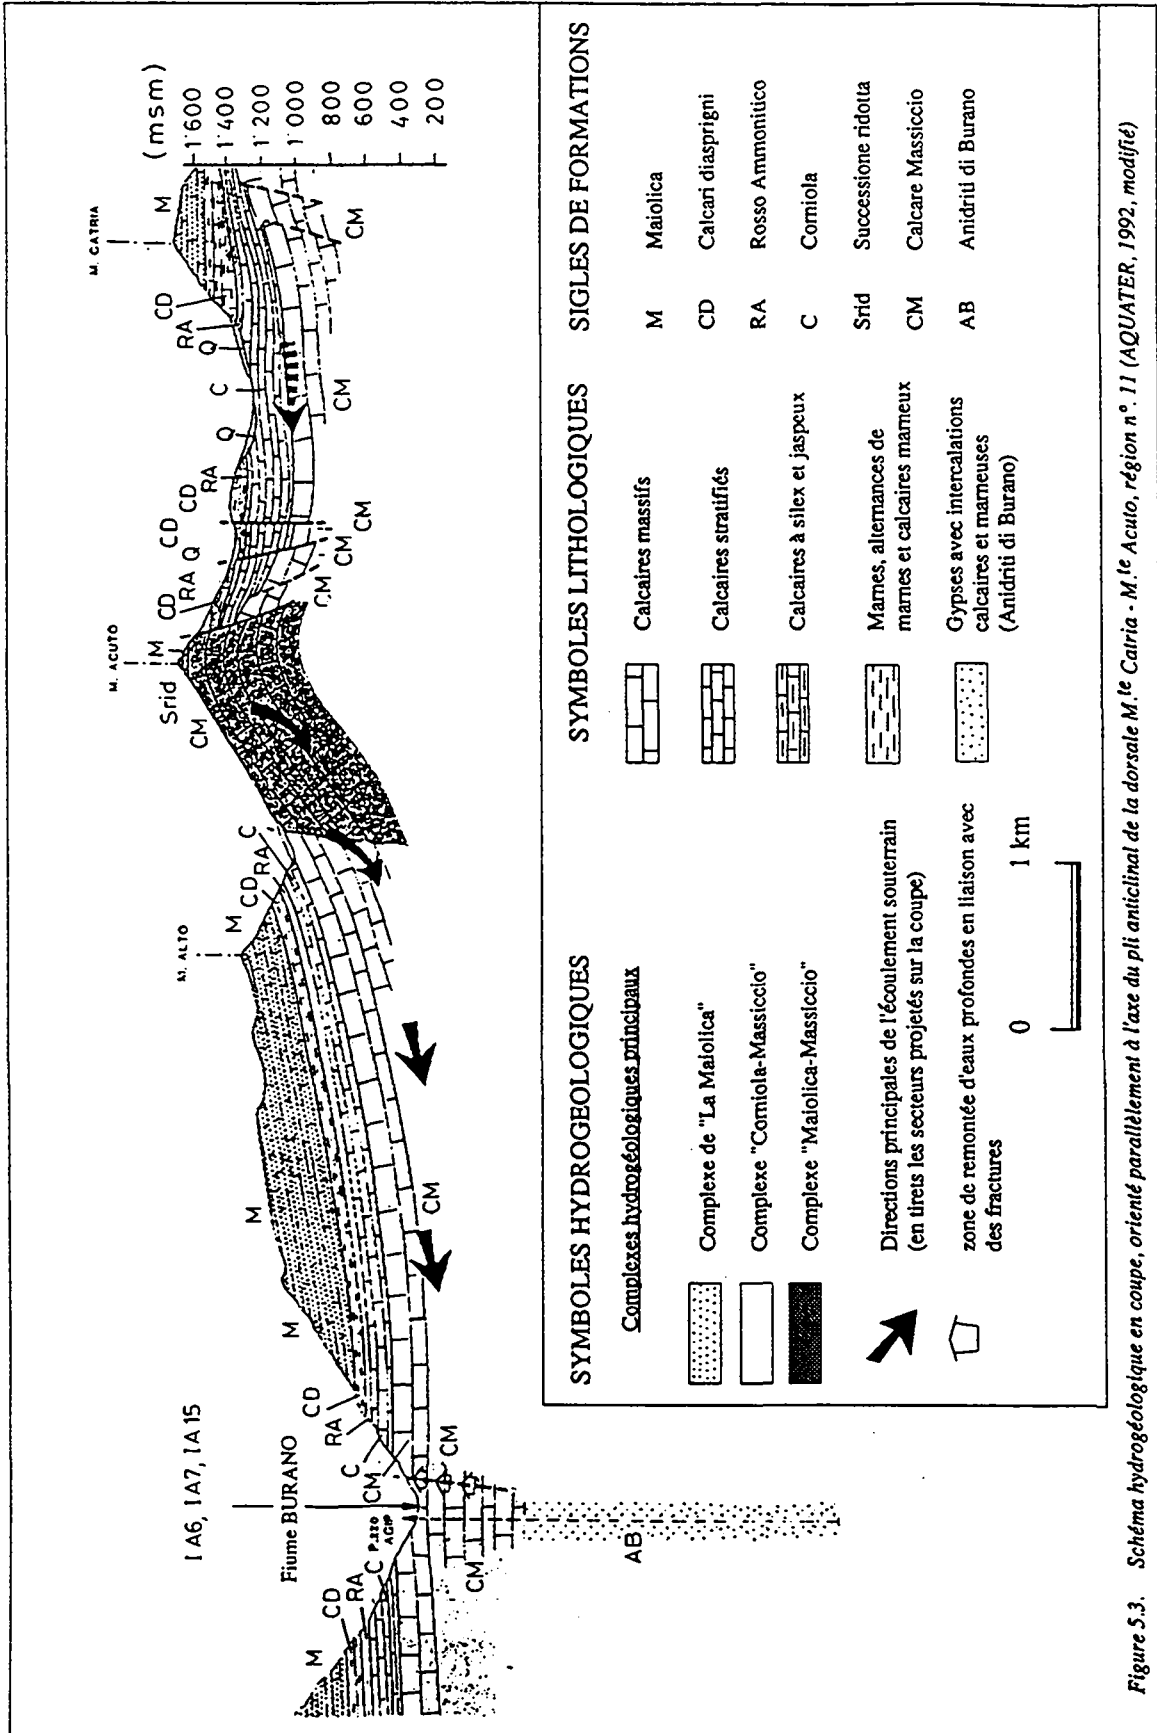 I A6, I A7, I A15
Fiume BURANO
P.220
AGIP
M
CD
RA
C
CM
AB
CM
CM
C
RA
CD
M
M
CM
M. ALTO
M
CD
RA
C
M. ACUTO
Srid
M
CM
CD
RA
Q
CD
CD
RA
Q
C
Q
RA
CD
CM
CM
CM
CM
CM
CM
M. CATRIA
M
(msm)
1'600
1'400
1'200
1'000
800
600
400
200
SYMBOLES HYDROGEOLOGIQUES
Complexes hydrogéologiques principaux
Complexe de "La Maiolica"
Complexe "Corniola-Massiccio"
Complexe "Maiolica-Massiccio"
Directions principales de l'écoulement souterrain
(en tirets les secteurs projetés sur la coupe)
zone de remontée d'eaux profondes en liaison avec
des fractures
0 1 km
SYMBOLES LITHOLOGIQUES
Calcaires massifs
Calcaires stratifiés
Calcaires à silex et jaspeux
Marnes, alternances de
marnes et calcaires marneux
Gypses avec intercalations
calcaires et marneuses
(Anidriti di Burano)
SIGLES DE FORMATIONS
M Maiolica
CD Calcari diasprigni
RA Rosso Ammonitico
C Corniola
Srid Successione ridotta
CM Calcare Massiccio
AB Anidriti di Burano
Figure 5.3. Schéma hydrogéologique en coupe, orienté parallèlement à l'axe du pli anticlinal de la dorsale M.te Catria - M.te Acuto, région n°. 11 (AQUATER, 1992, modifié)